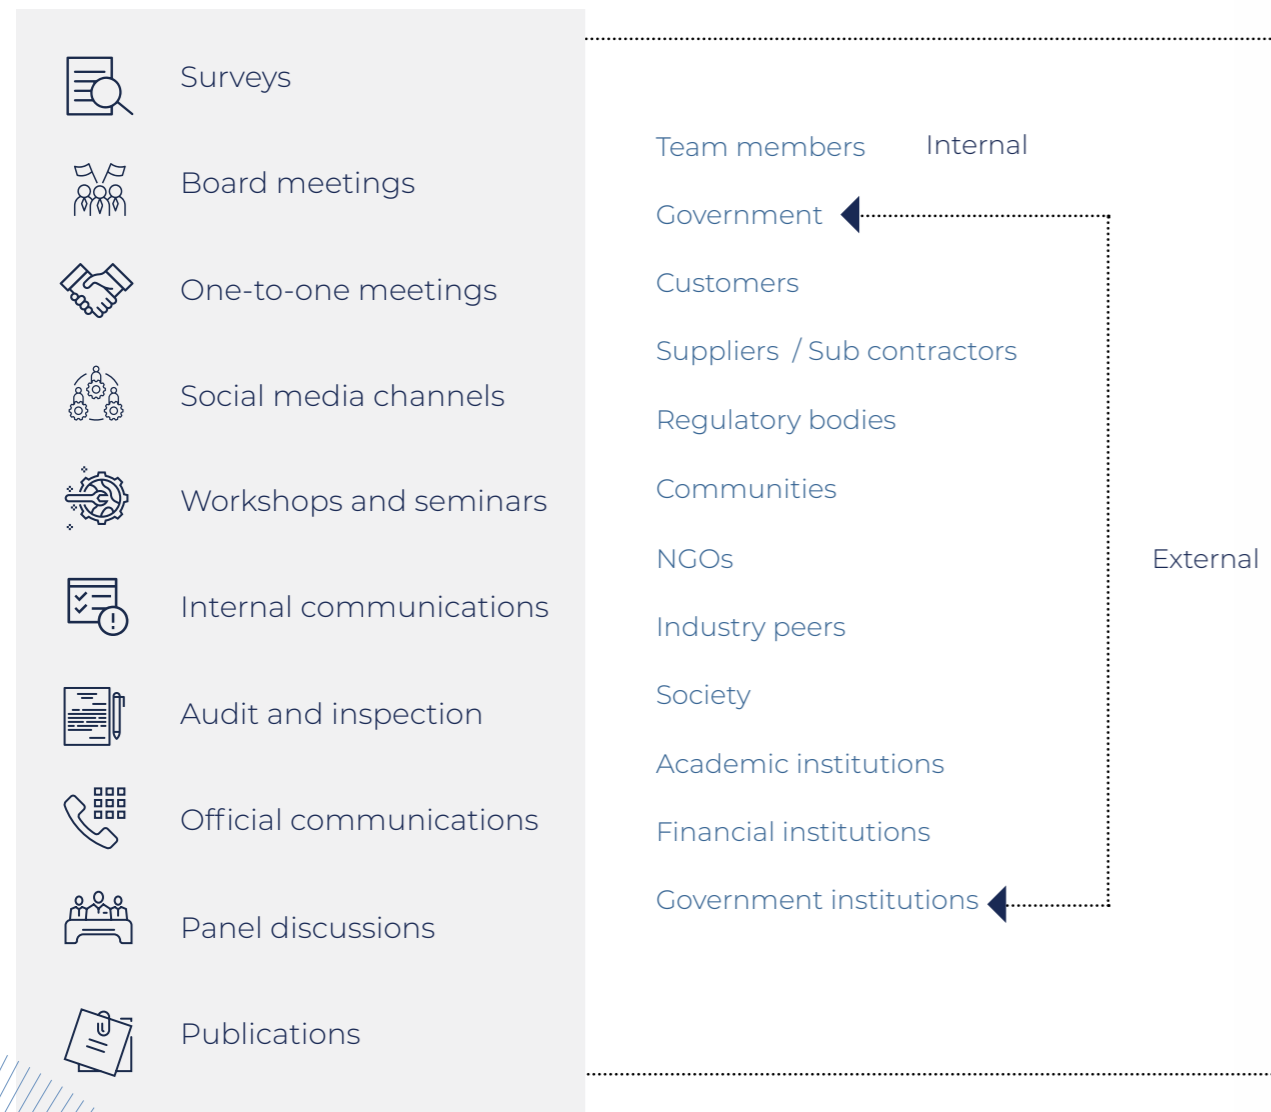 Surveys
Board meetings
One-to-one meetings
Social media channels
Workshops and seminars
Internal communications
Audit and inspection
Official communications
Panel discussions
Publications
Team members
Internal
Government
Customers
Suppliers / Sub contractors
Regulatory bodies
Communities
NGOs
External
Industry peers
Society
Academic institutions
Financial institutions
Government institutions